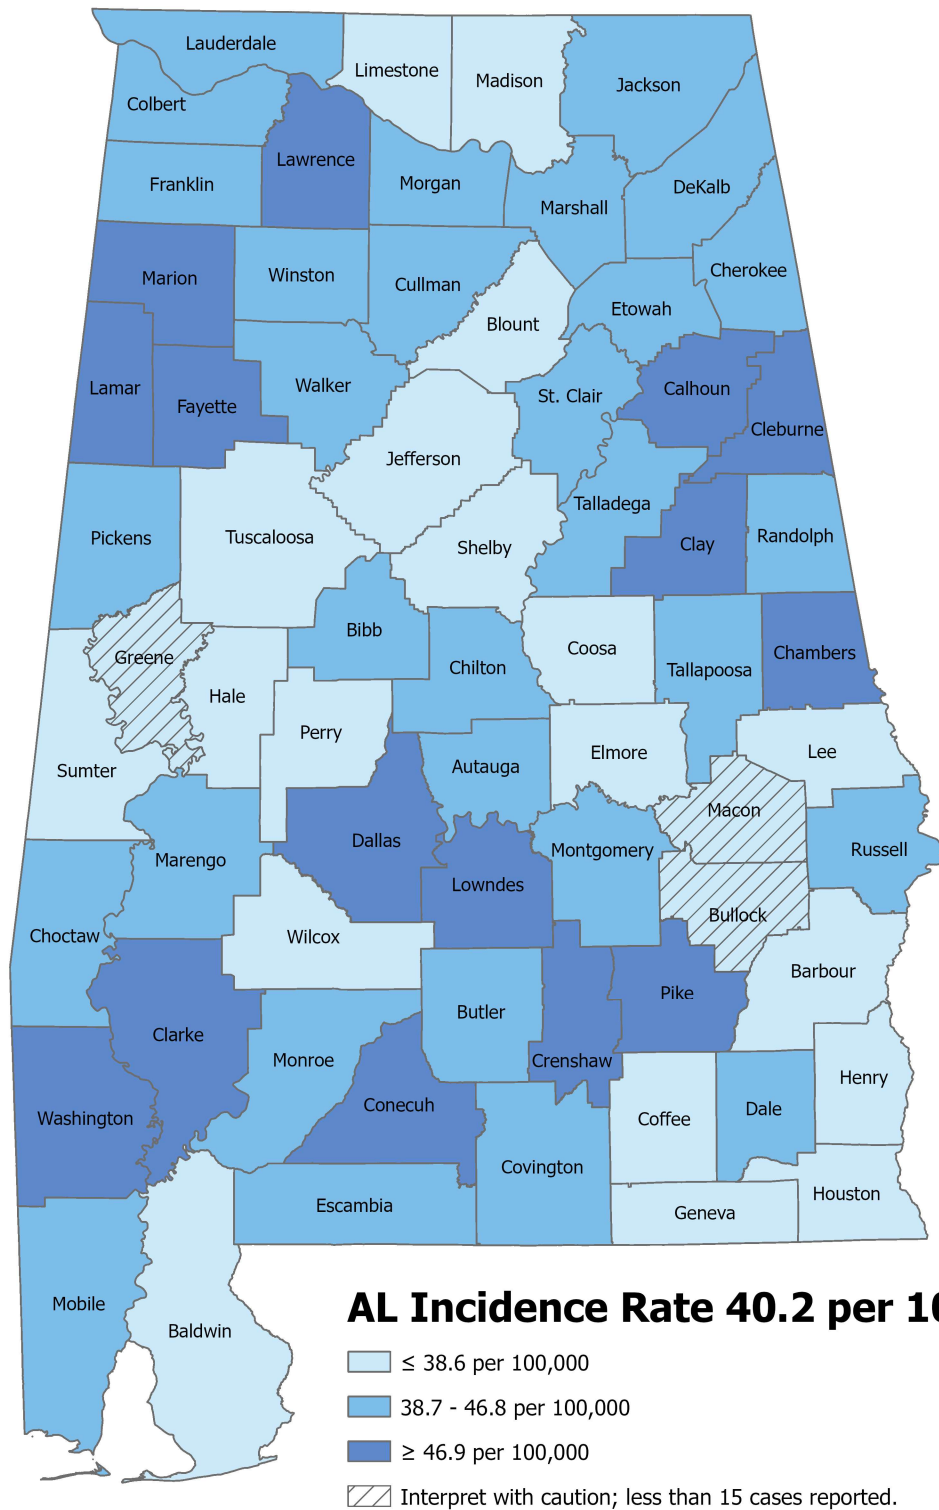 Lauderdale
Limestone
Madison
Jackson
Colbert
Lawrence
Franklin
Morgan
DeKalb
Marshall
Marion
Winston
Cullman
Cherokee
Etowah
Blount
Lamar
Fayette
Walker
St. Clair
Calhoun
Cleburne
Jefferson
Talladega
Pickens
Tuscaloosa
Shelby
Clay
Randolph
Bibb
Coosa
Chambers
Greene
Hale
Chilton
Tallapoosa
Perry
Elmore
Lee
Sumter
Autauga
Macon
Dallas
Marengo
Montgomery
Russell
Lowndes
Bullock
Choctaw
Wilcox
Barbour
Pike
Butler
Clarke
Monroe
Crenshaw
Henry
Conecuh
Washington
Coffee
Dale
Covington
Escambia
Geneva
Houston
Mobile
Baldwin
AL Incidence Rate 40.2 per 10
≤ 38.6 per 100,000
38.7 - 46.8 per 100,000
≥ 46.9 per 100,000
Interpret with caution; less than 15 cases reported.